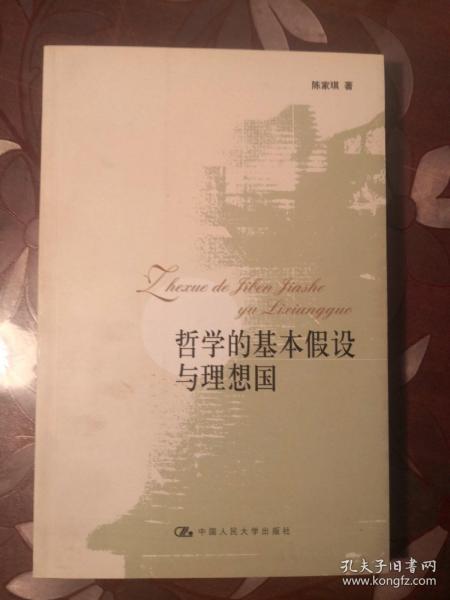 陈家琪 著
Zhexue de Jiben Jiashe
yu Lixiangguo
哲学的基本假设
与理想国
中国人民大学出版社
孔夫子旧书网
www.kongfz.com